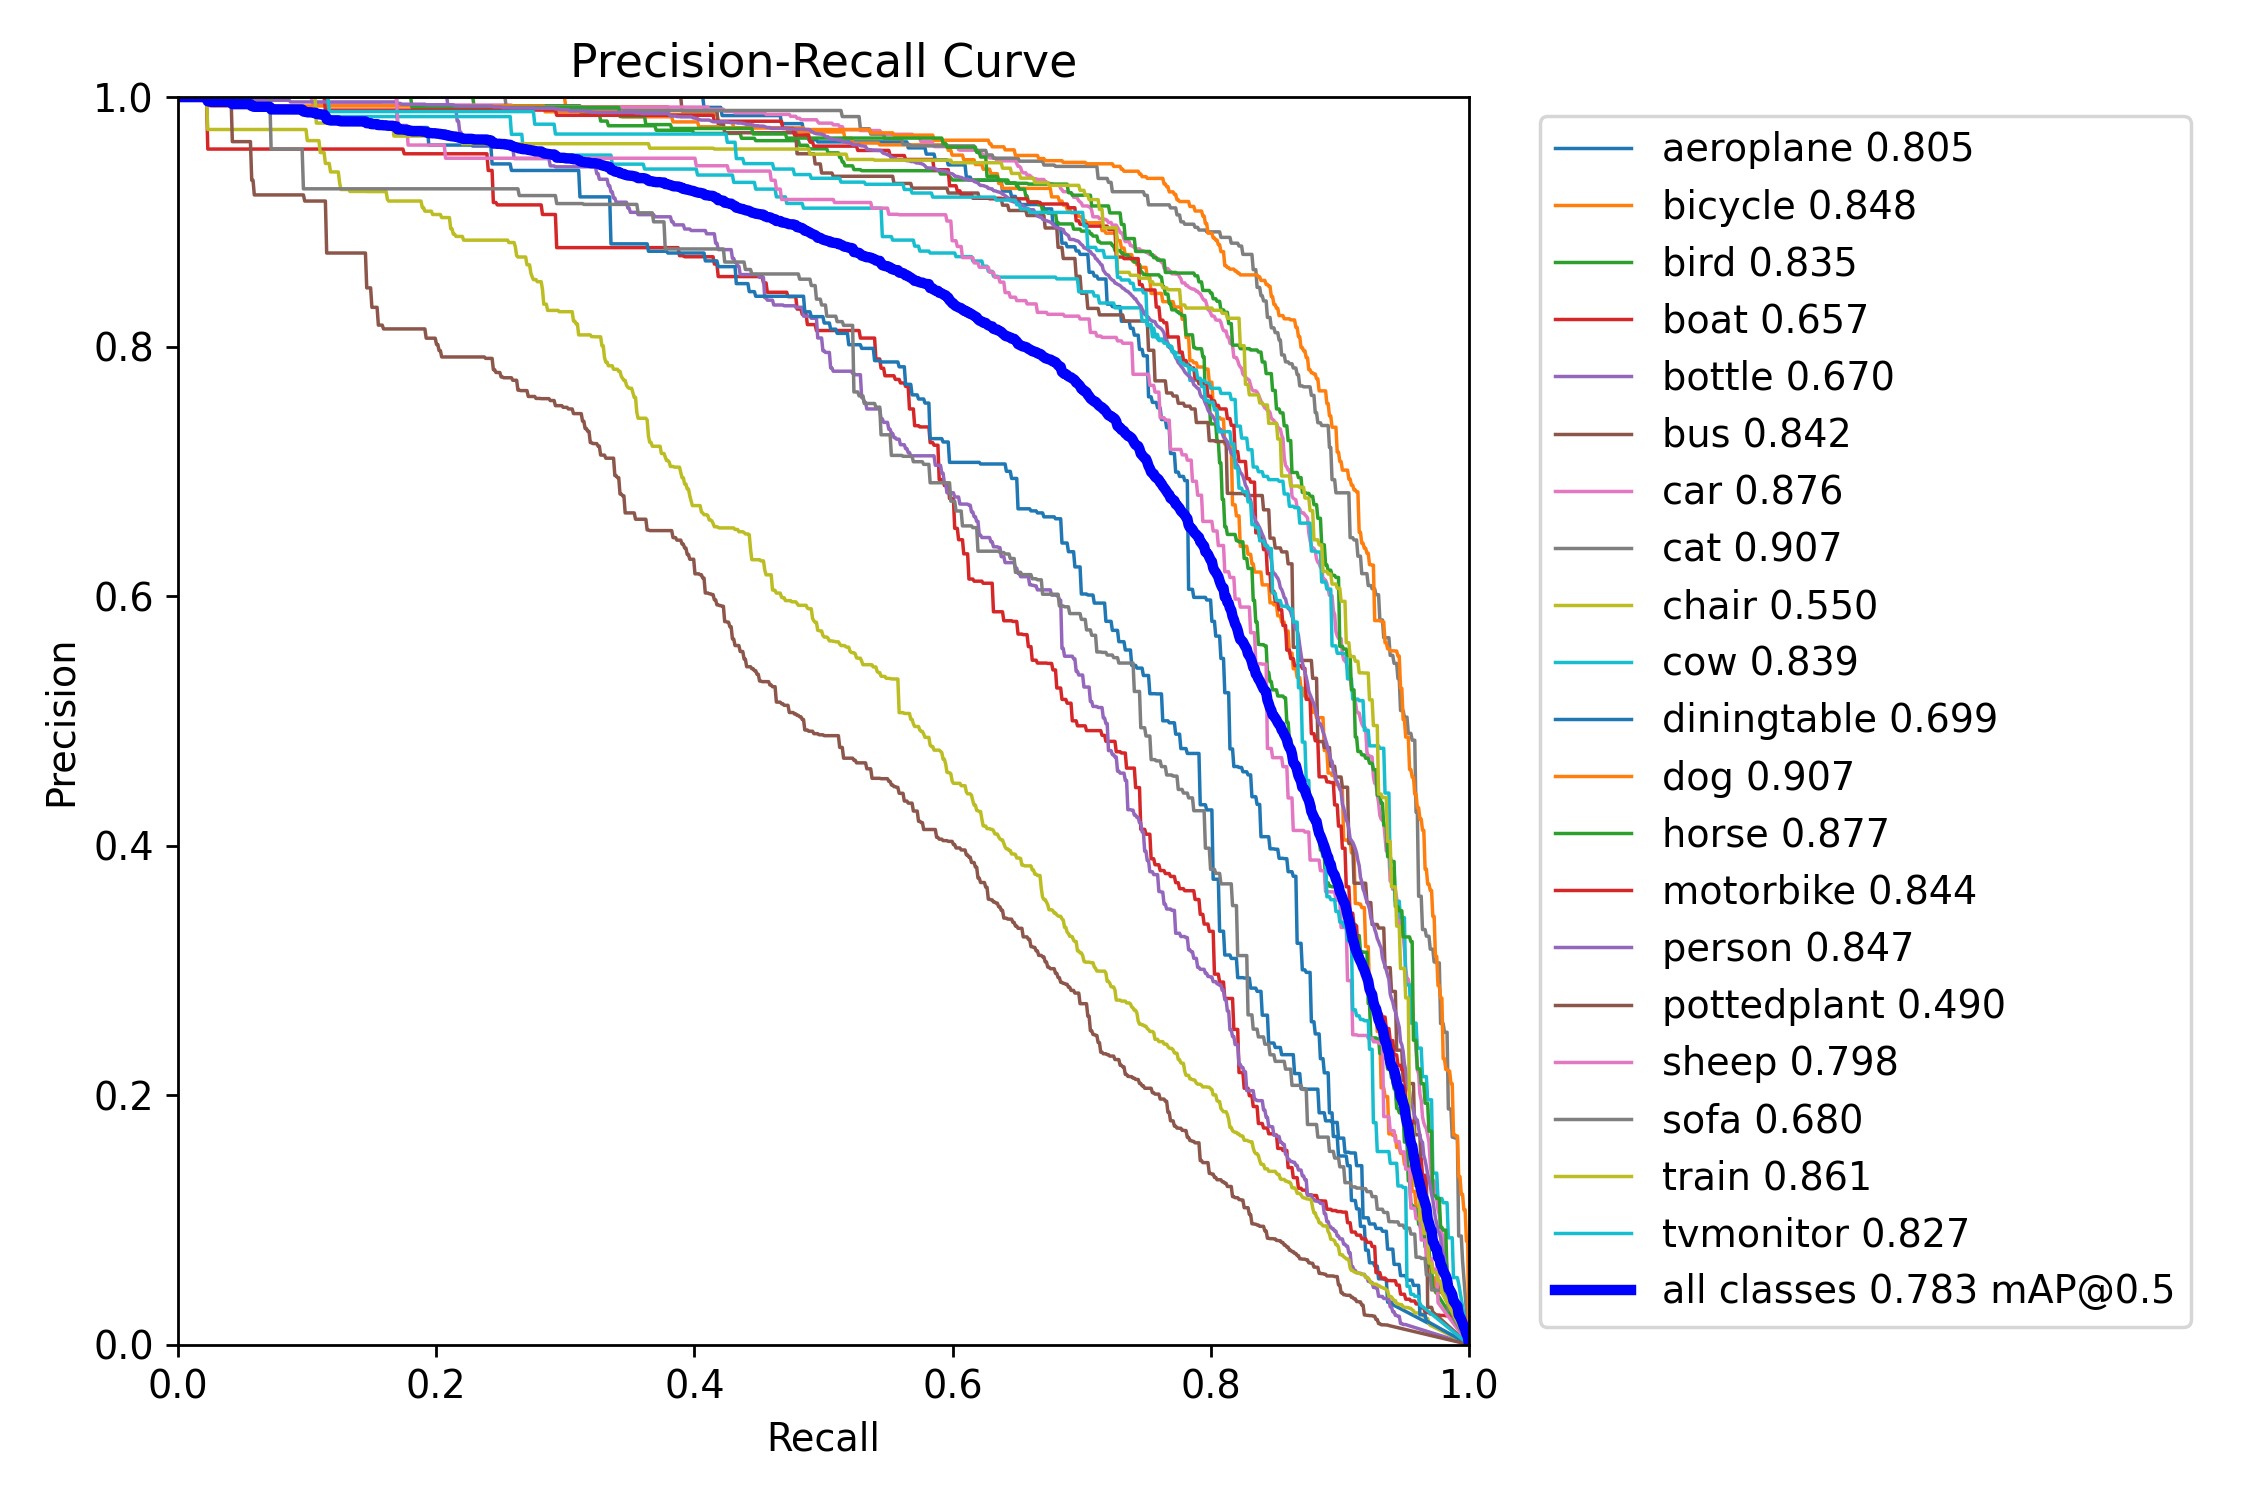 Precision-Recall Curve
1.0
0.8
0.6
0.4
0.2
0.0
Precision
0.0 0.2 0.4 0.6 0.8 1.0
Recall
aeroplane 0.805
bicycle 0.848
bird 0.835
boat 0.657
bottle 0.670
bus 0.842
car 0.876
cat 0.907
chair 0.550
cow 0.839
diningtable 0.699
dog 0.907
horse 0.877
motorbike 0.844
person 0.847
pottedplant 0.490
sheep 0.798
sofa 0.680
train 0.861
tvmonitor 0.827
all classes 0.783 mAP@0.5